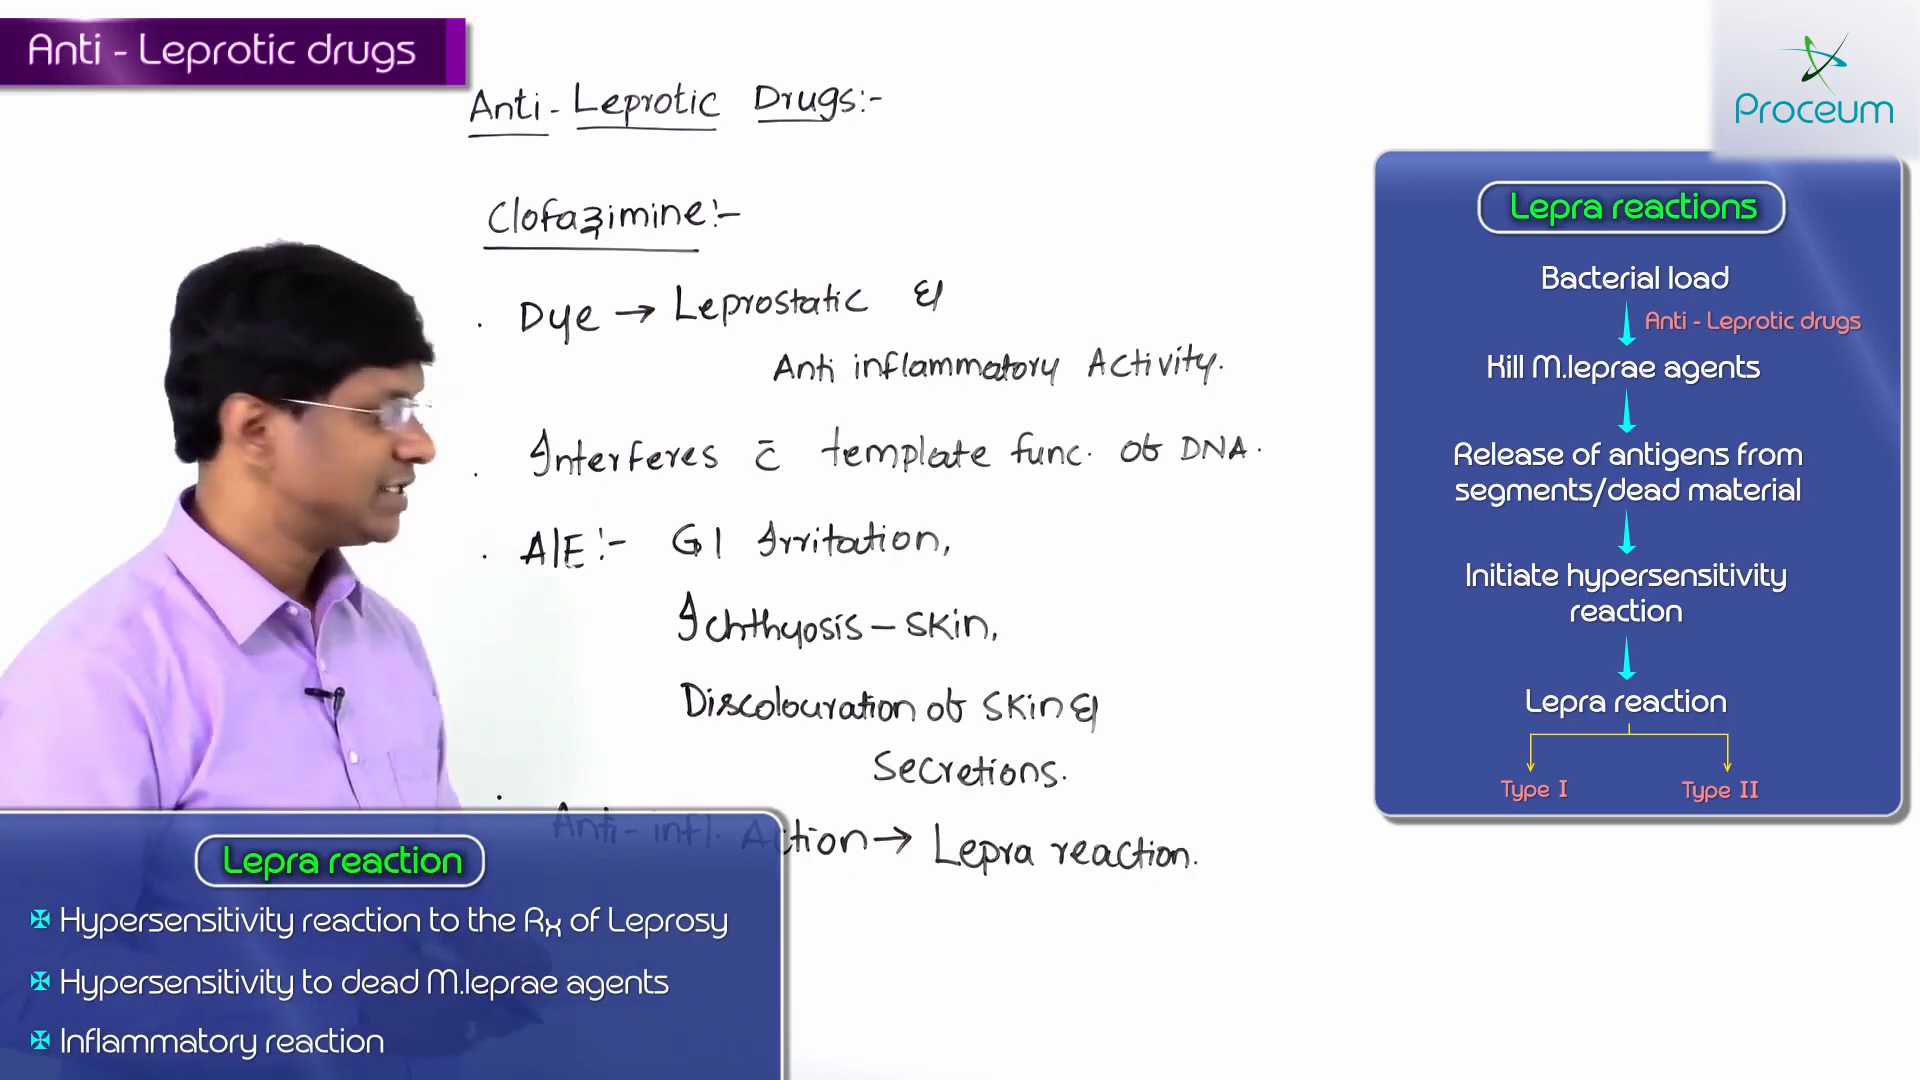 Anti - Leprotic drugs
Proceum
Anti - Leprotic Drugs:-
Clofazimine:-
. Dye → Leprostatic &
Anti inflammatory Activity.
. Interferes c̄ template func. of DNA.
. A/E:- GI Irritation,
Ichthyosis - Skin,
Discolouration of Skin &
Secretions.
. Anti-infl. Action → Lepra reaction.
Lepra reactions
Bacterial load
Anti - Leprotic drugs
Kill M.leprae agents
Release of antigens from
segments/dead material
Initiate hypersensitivity
reaction
Lepra reaction
Type I Type II
Lepra reaction
Hypersensitivity reaction to the Rx of Leprosy
Hypersensitivity to dead M.leprae agents
Inflammatory reaction